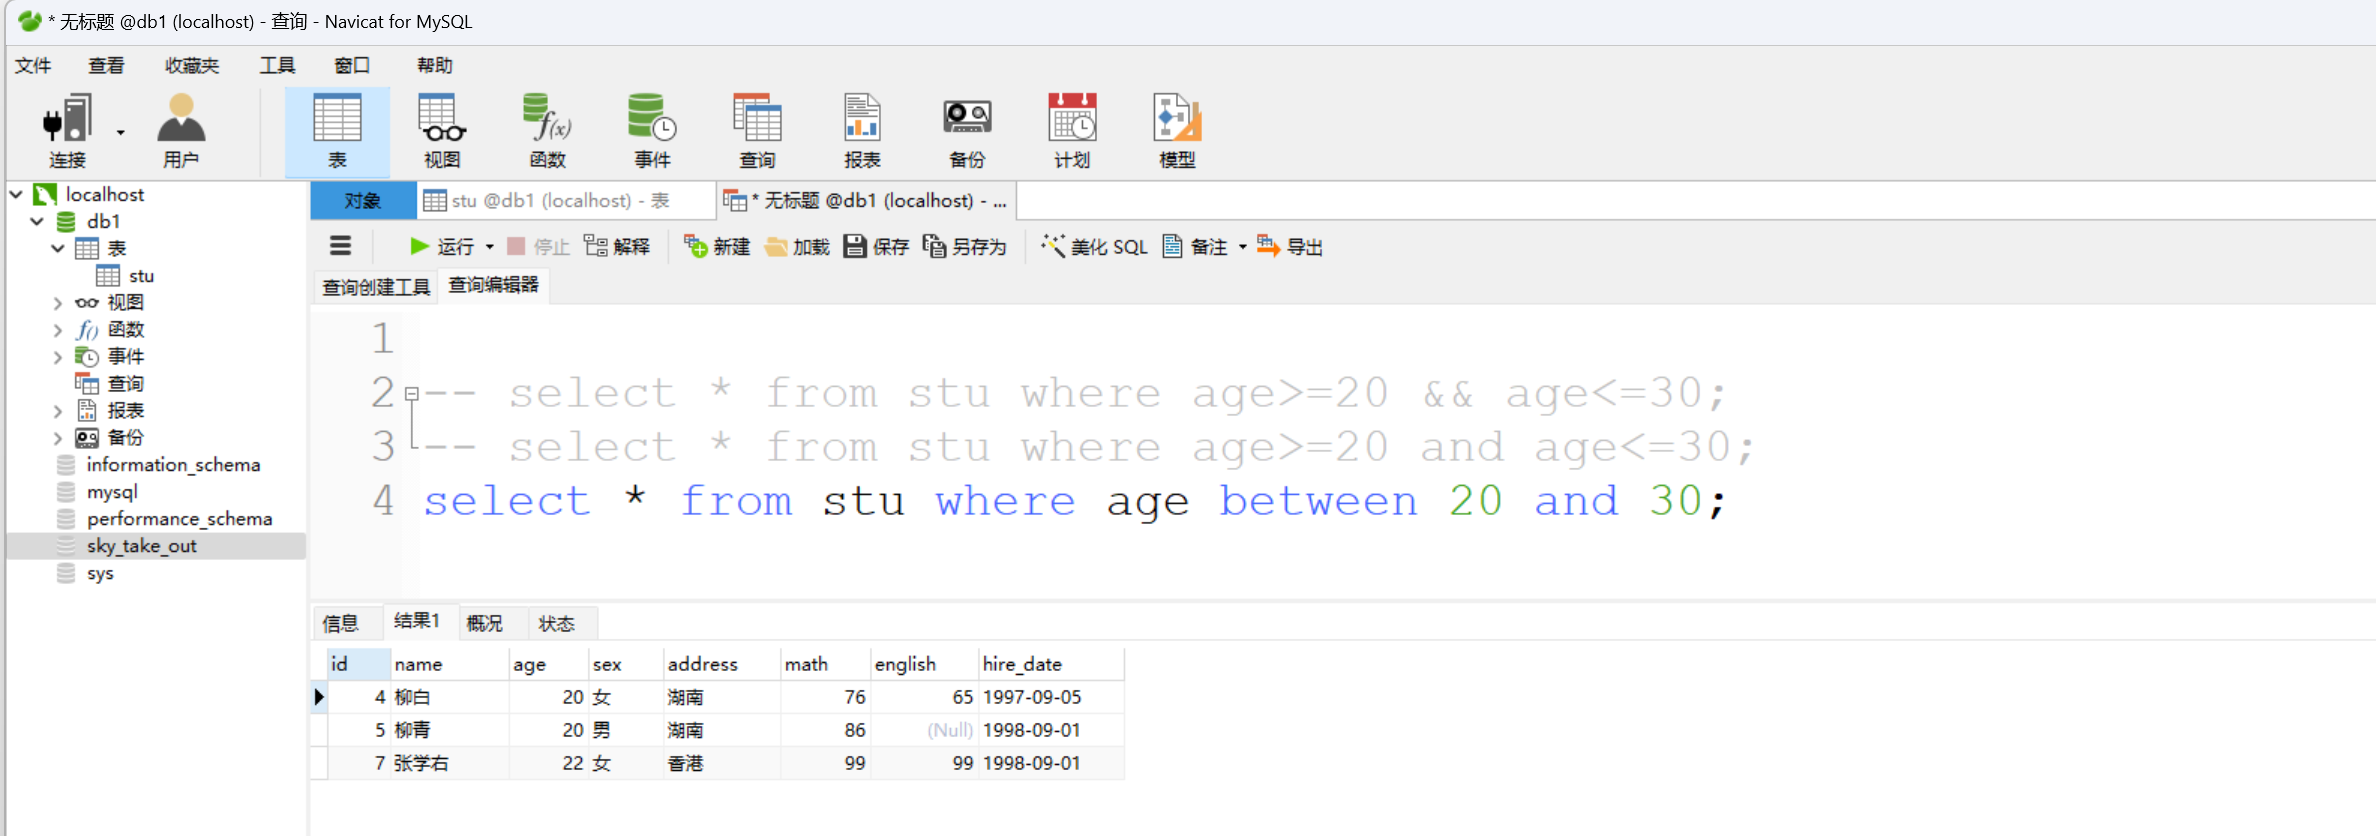 * 无标题 @db1 (localhost) - 查询 - Navicat for MySQL
文件 查看 收藏夹 工具 窗口 帮助
连接 用户 表 视图 f(x) 函数 事件 查询 报表 备份 计划 模型
localhost
db1
表
stu
视图
f() 函数
事件
查询
报表
备份
information_schema
mysql
performance_schema
sky_take_out
sys
对象 stu @db1 (localhost) - 表 * 无标题 @db1 (localhost) - ...
运行 停止 解释 新建 加载 保存 另存为 美化 SQL 备注 导出
查询创建工具 查询编辑器
1
2 -- select * from stu where age>=20 && age<=30;
3 -- select * from stu where age>=20 and age<=30;
4 select * from stu where age between 20 and 30;
信息 结果1 概况 状态
id name age sex address math english hire_date
4 柳白 20 女 湖南 76 65 1997-09-05
5 柳青 20 男 湖南 86 (Null) 1998-09-01
7 张学右 22 女 香港 99 99 1998-09-01